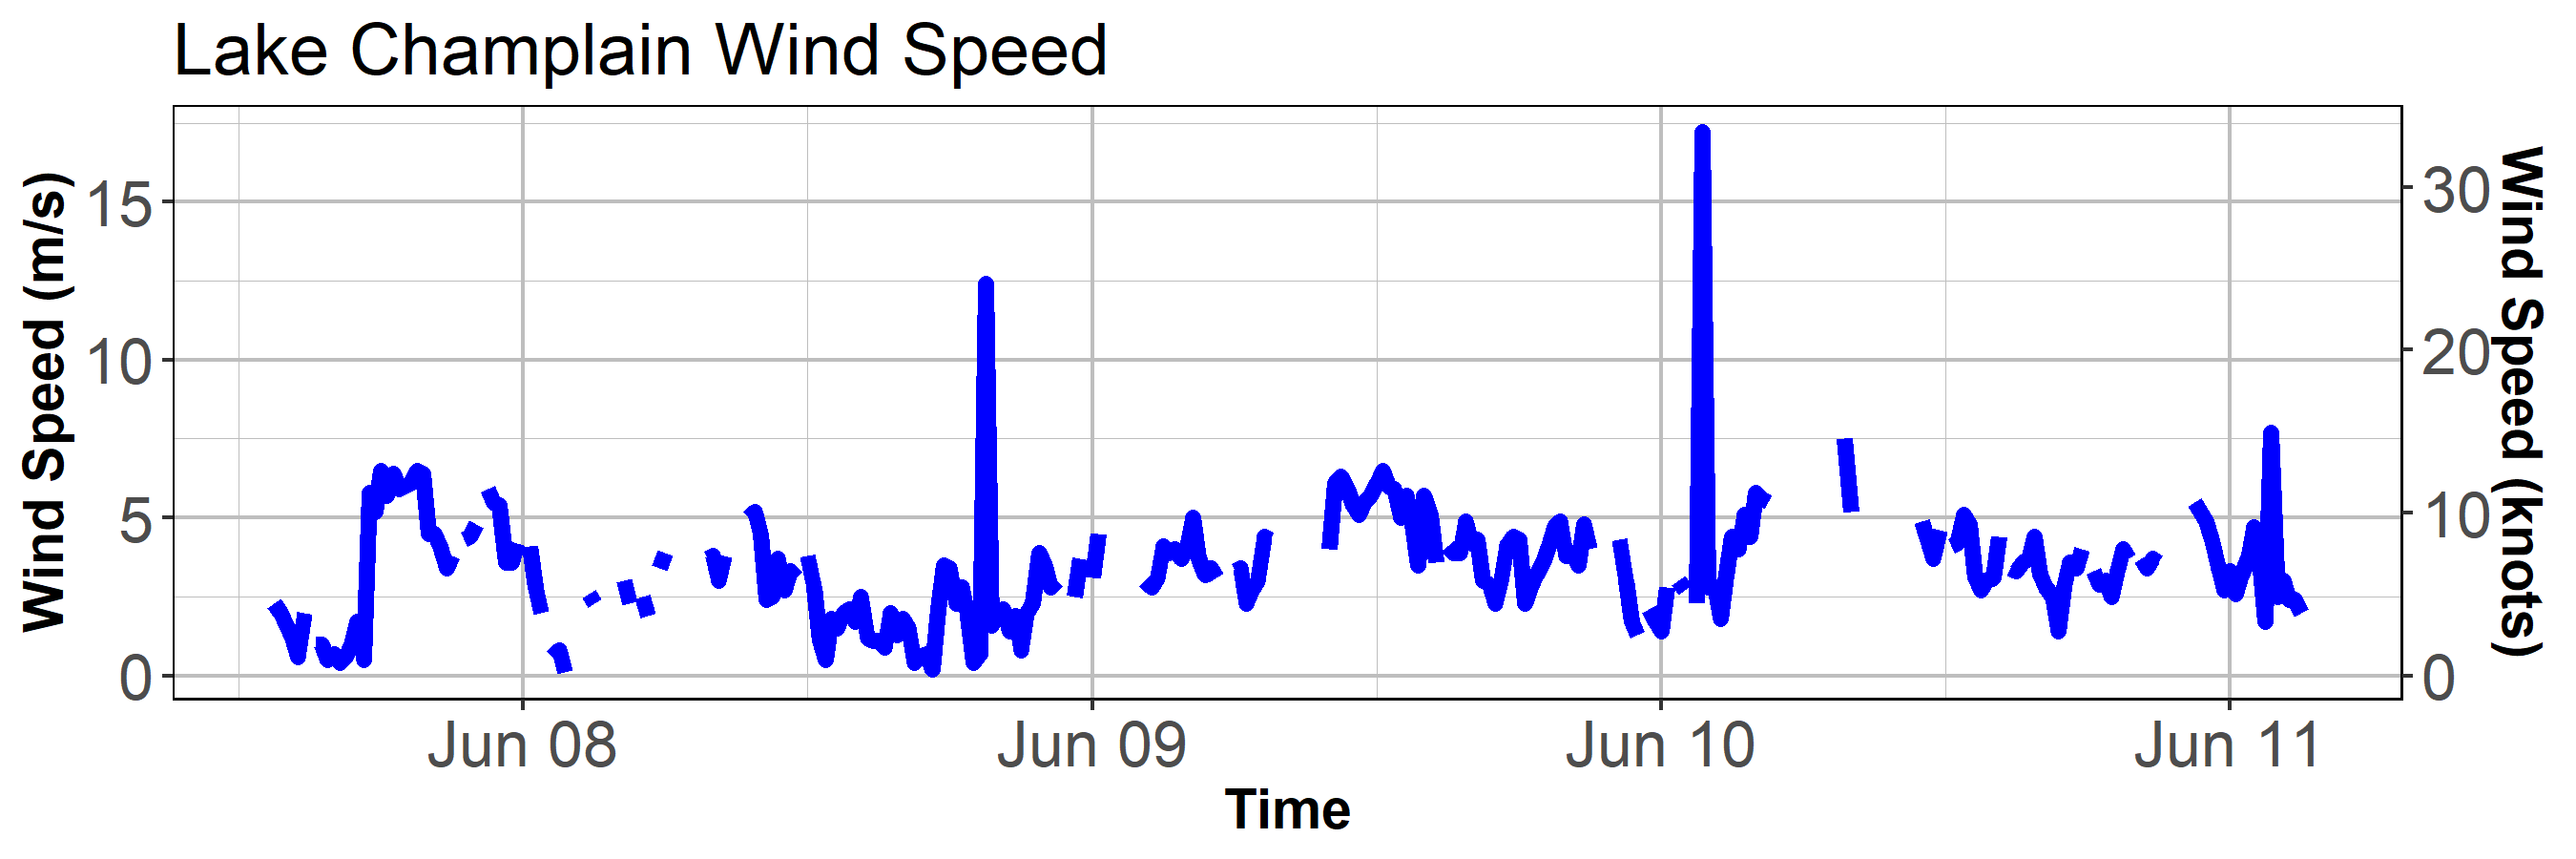 Lake Champlain Wind Speed
Wind Speed (m/s)
15
10
5
0
30
20
10
0
Wind Speed (knots)
Jun 08 Jun 09 Jun 10 Jun 11
Time